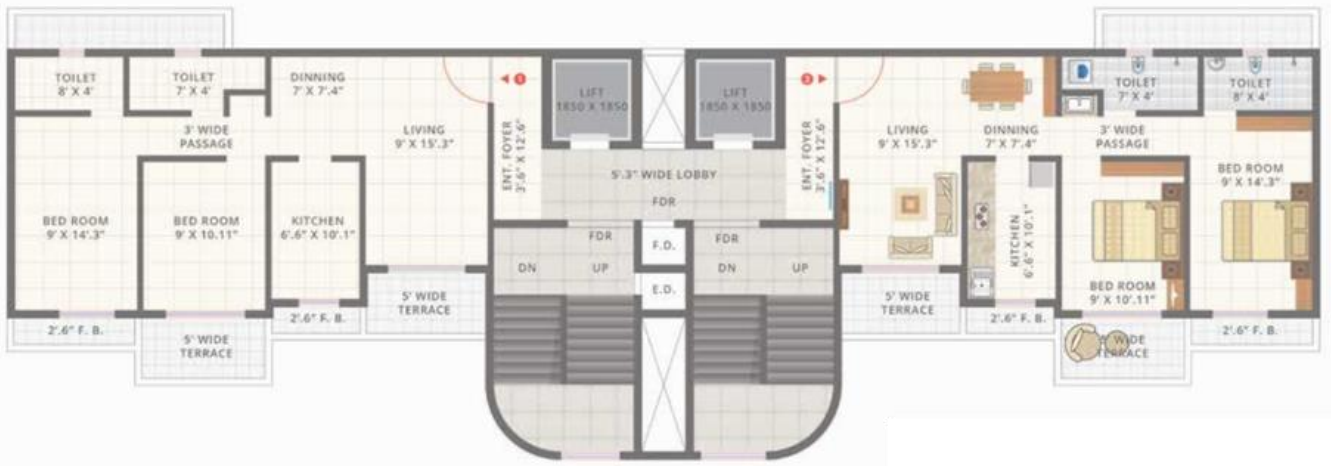 TOILET
8' X 4'
TOILET
7' X 4'
DINNING
7' X 7'.4"
LIVING
9' X 15'.3"
3' WIDE
PASSAGE
BED ROOM
9' X 14'.3"
BED ROOM
9' X 10'.11"
KITCHEN
6'.6" X 10'.1"
2'.6" F. B.
5' WIDE
TERRACE
2'.6" F. B.
5' WIDE
TERRACE
1
ENT. FOYER
3'.6" X 12'.6"
LIFT
1850 X 1850
LIFT
1850 X 1850
5'.3" WIDE LOBBY
FDR
FDR
DN
UP
F.D.
E.D.
FDR
DN
UP
2
ENT. FOYER
3'.6" X 12'.6"
LIVING
9' X 15'.3"
DINNING
7' X 7'.4"
TOILET
7' X 4'
TOILET
8' X 4'
3' WIDE
PASSAGE
BED ROOM
9' X 14'.3"
KITCHEN
6'.6" X 10'.1"
BED ROOM
9' X 10'.11"
5' WIDE
TERRACE
2'.6" F. B.
5' WIDE
TERRACE
2'.6" F. B.